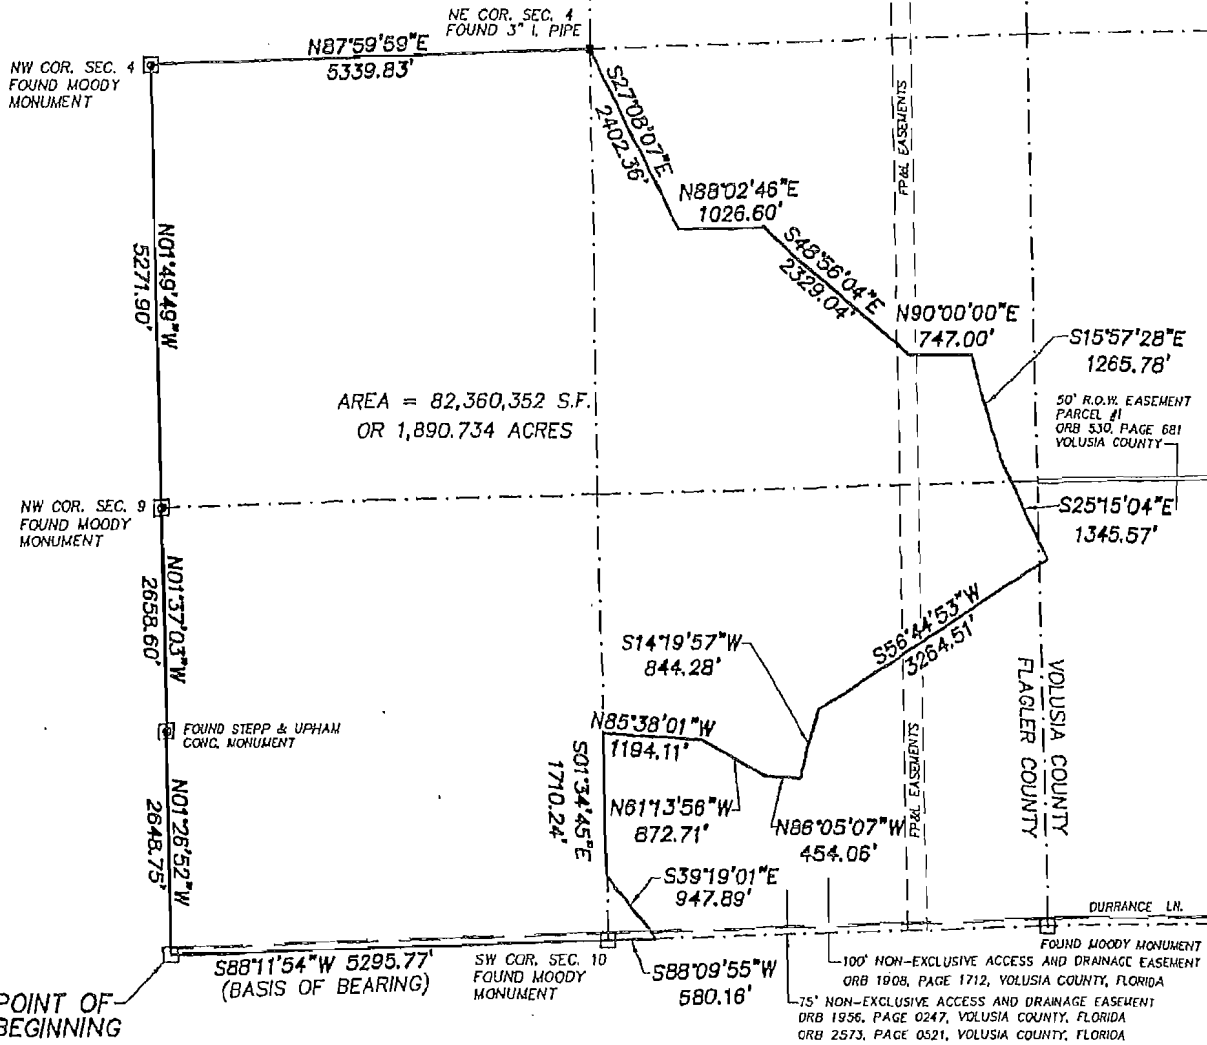 NE COR. SEC. 4
FOUND 3" I. PIPE
N87°59'59"E
5339.83'
NW COR. SEC. 4
FOUND MOODY
MONUMENT
S27°08'07"E
2402.36'
FP&L EASEMENTS
N88°02'46"E
1026.60'
S48°56'04"E
2329.04'
N90°00'00"E
747.00'
S15°57'28"E
1265.78'
N01°49'49"W
5271.90'
AREA = 82,360,352 S.F.
OR 1,890.734 ACRES
50' R.O.W. EASEMENT
PARCEL #1
ORB 530, PAGE 681
VOLUSIA COUNTY
NW COR. SEC. 9
FOUND MOODY
MONUMENT
S25°15'04"E
1345.57'
N01°37'03"W
2658.60'
S56°44'53"W
3264.51'
S14°19'57"W
844.28'
VOLUSIA COUNTY
FLAGLER COUNTY
FOUND STEPP & UPHAM
CONC. MONUMENT
N85°38'01"W
1194.11'
S01°34'45"E
1710.24'
N61°13'56"W
872.71'
N86°05'07"W
454.06'
FP&L EASEMENTS
N01°26'52"W
2648.75'
S39°19'01"E
947.89'
DURRANCE LN.
S88°11'54"W 5295.77'
(BASIS OF BEARING)
SW COR. SEC. 10
FOUND MOODY
MONUMENT
S88°09'55"W
580.16'
FOUND MOODY MONUMENT
100' NON-EXCLUSIVE ACCESS AND DRAINAGE EASEMENT
ORB 1908, PAGE 1712, VOLUSIA COUNTY, FLORIDA
POINT OF
BEGINNING
75' NON-EXCLUSIVE ACCESS AND DRAINAGE EASEMENT
ORB 1956, PAGE 0247, VOLUSIA COUNTY, FLORIDA
ORB 2573, PAGE 0521, VOLUSIA COUNTY, FLORIDA